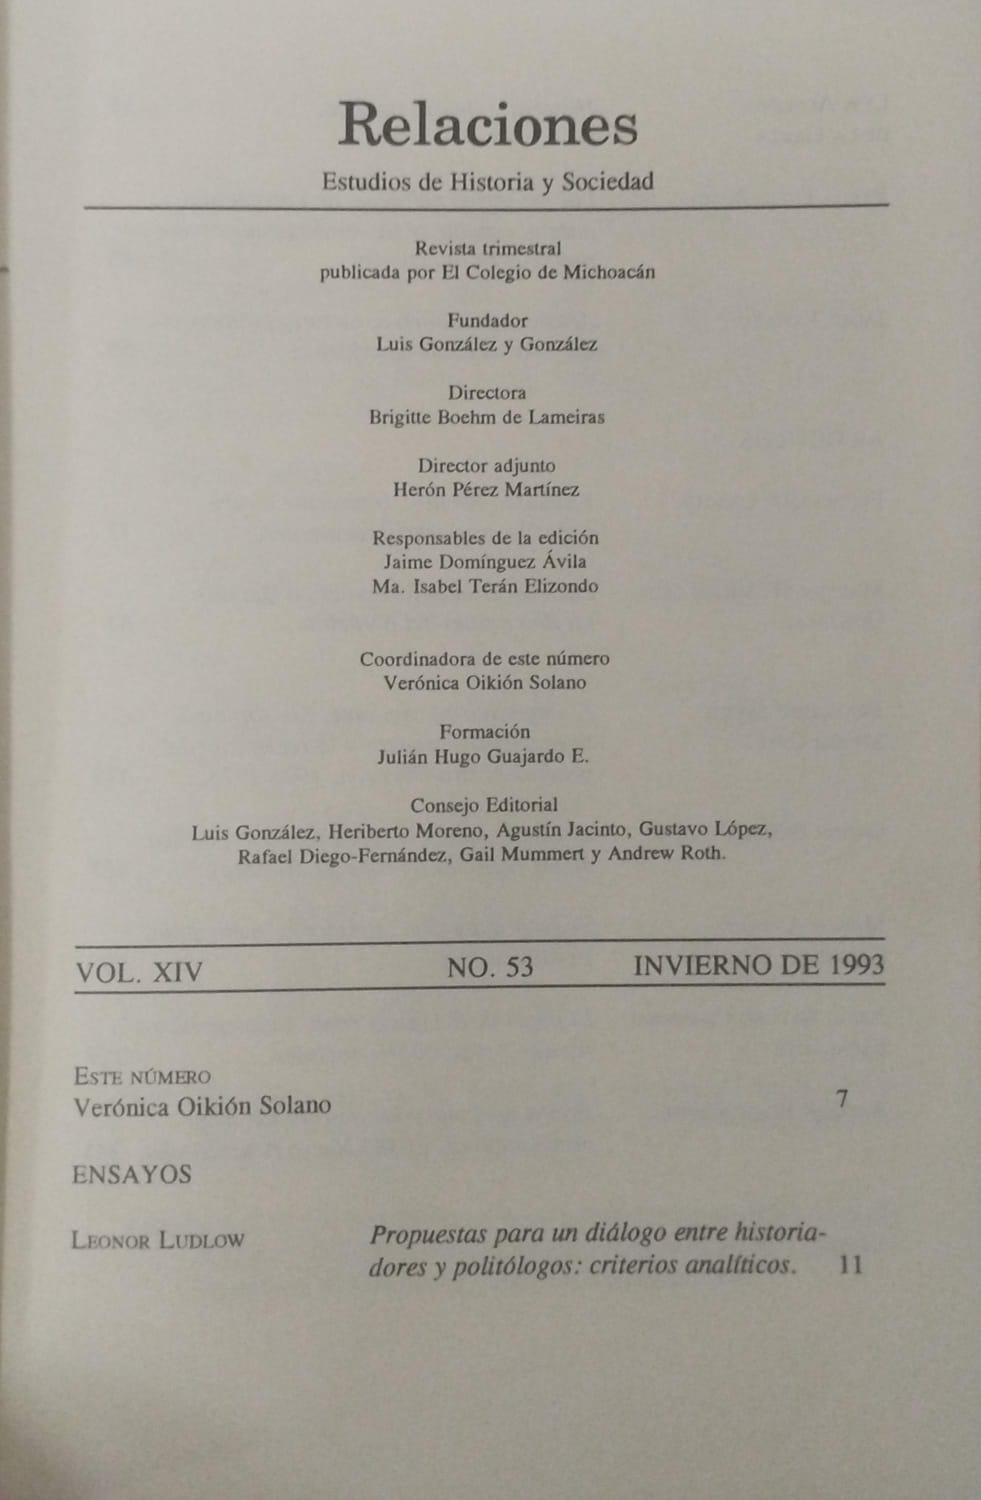 Relaciones
Estudios de Historia y Sociedad
Revista trimestral
publicada por El Colegio de Michoacán
Fundador
Luis González y González
Directora
Brigitte Boehm de Lameiras
Director adjunto
Herón Pérez Martínez
Responsables de la edición
Jaime Domínguez Ávila
Ma. Isabel Terán Elizondo
Coordinadora de este número
Verónica Oikión Solano
Formación
Julián Hugo Guajardo E.
Consejo Editorial
Luis González, Heriberto Moreno, Agustín Jacinto, Gustavo López,
Rafael Diego-Fernández, Gail Mummert y Andrew Roth.
VOL. XIV NO. 53 INVIERNO DE 1993
ESTE NÚMERO
Verónica Oikión Solano 7
ENSAYOS
LEONOR LUDLOW Propuestas para un diálogo entre historia-
dores y politólogos: criterios analíticos. 11